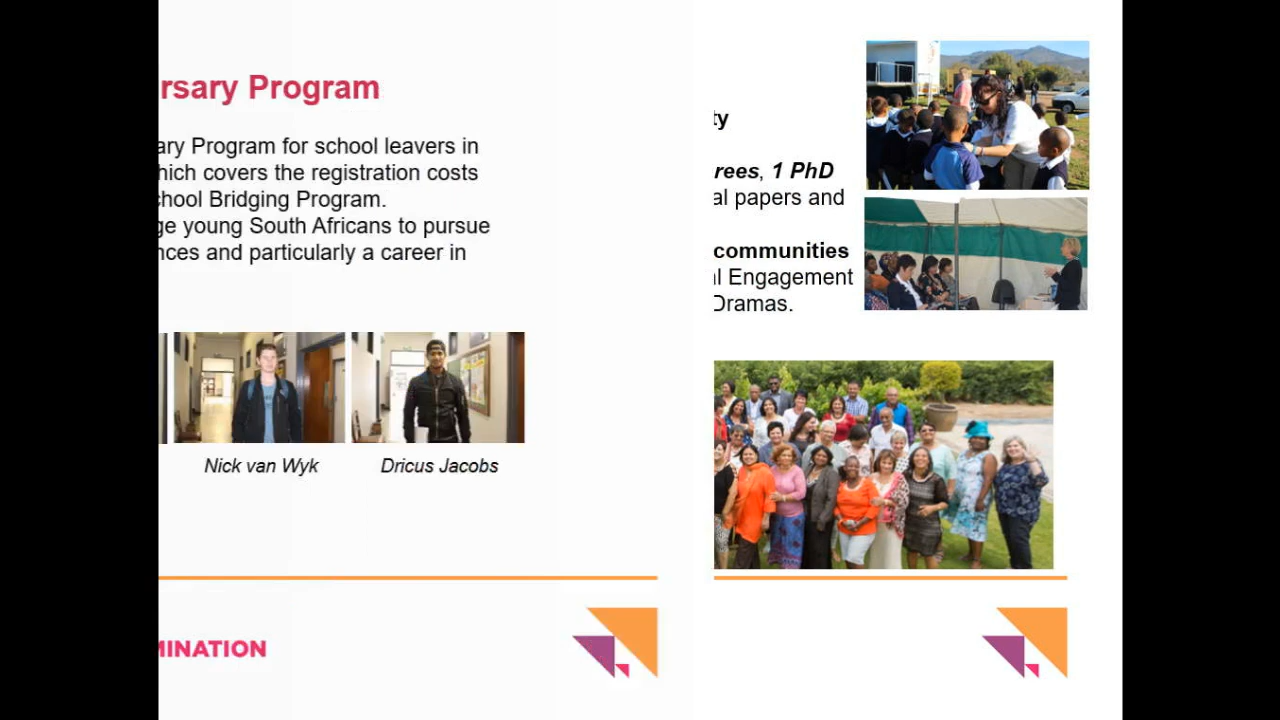 rsary Program
ary Program for school leavers in
hich covers the registration costs
chool Bridging Program.
ge young South Africans to pursue
nces and particularly a career in
Nick van Wyk
Dricus Jacobs
MINATION
ty
rees, 1 PhD
al papers and
communities
l Engagement
Dramas.